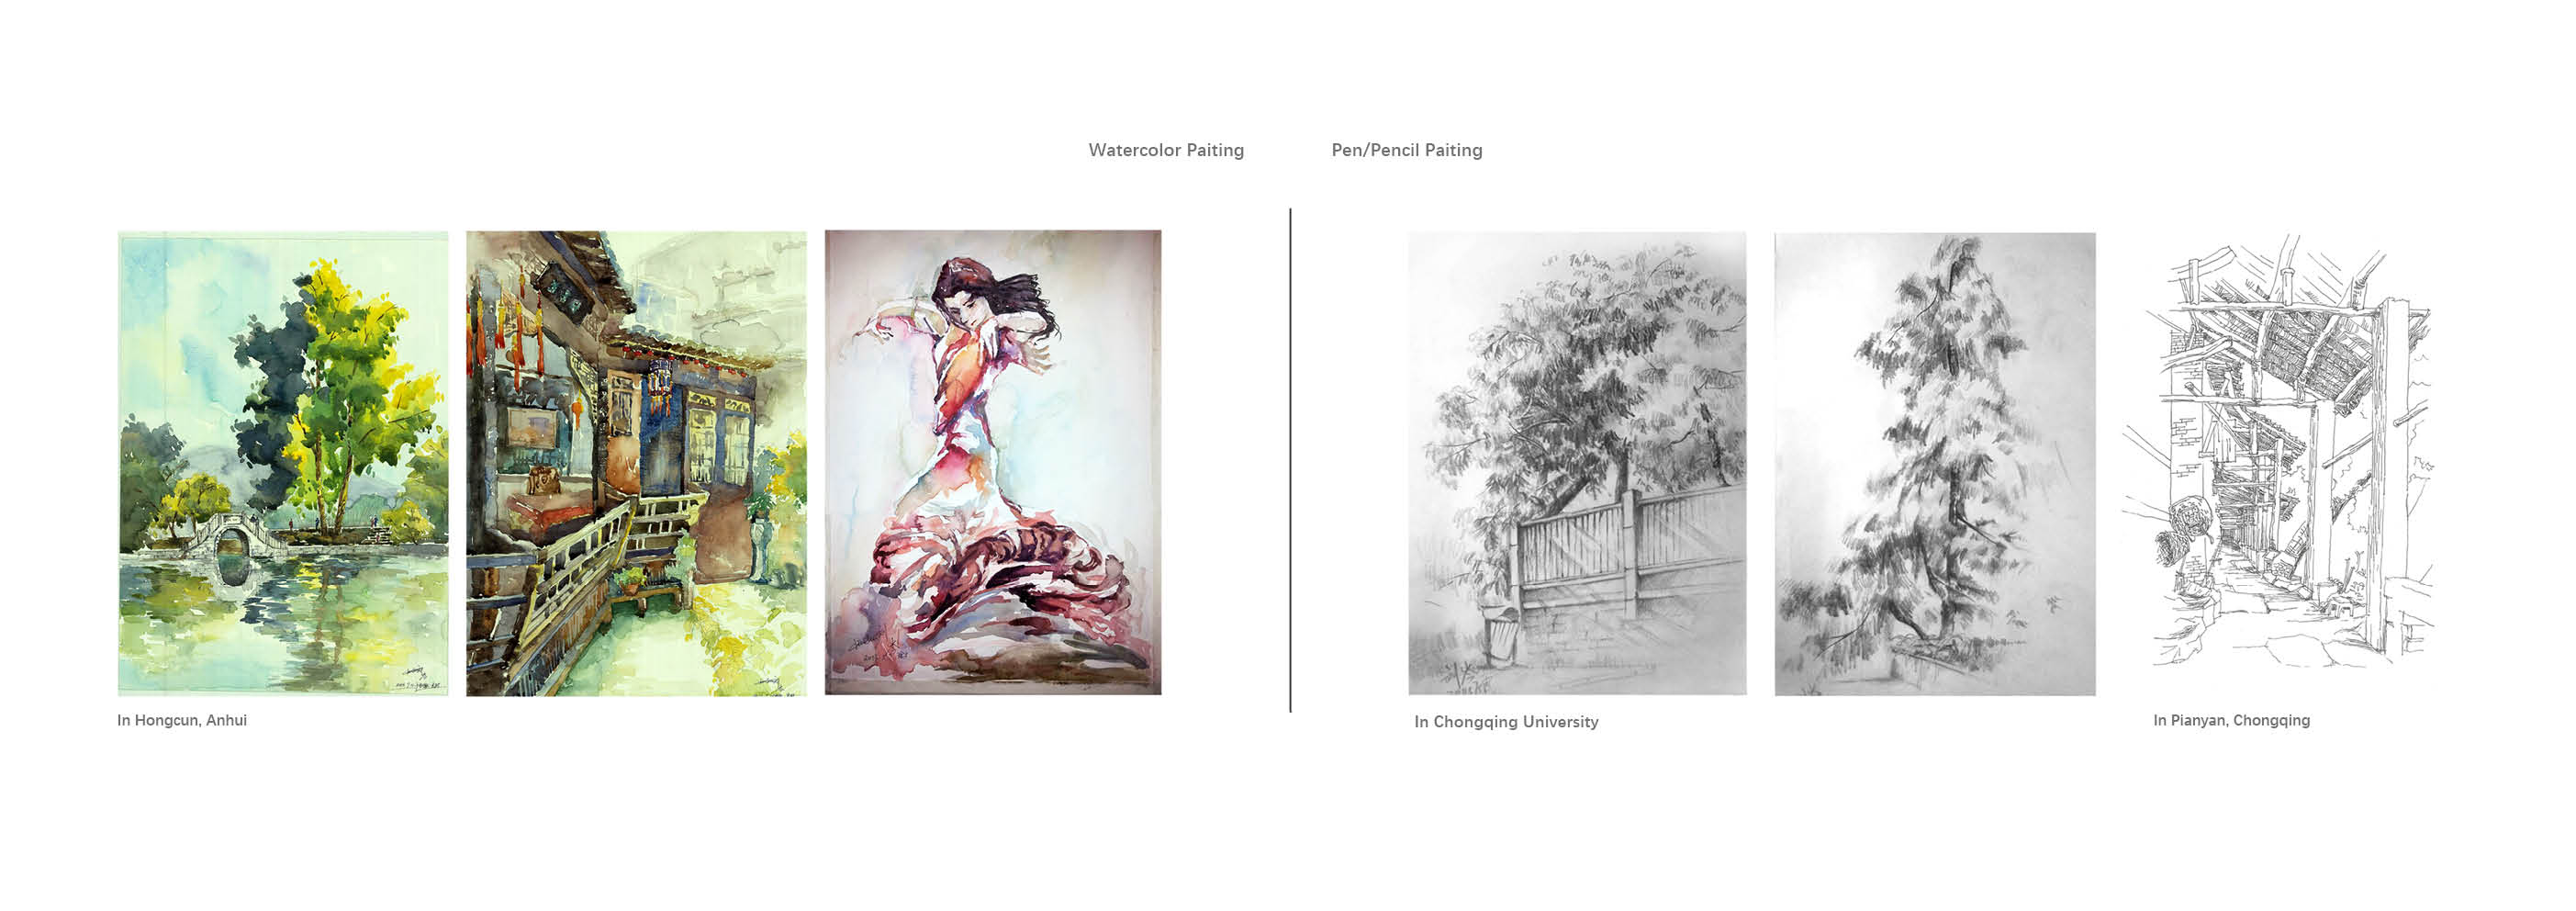 Watercolor Paiting
Pen/Pencil Paiting
In Hongcun, Anhui
In Chongqing University
In Pianyan, Chongqing